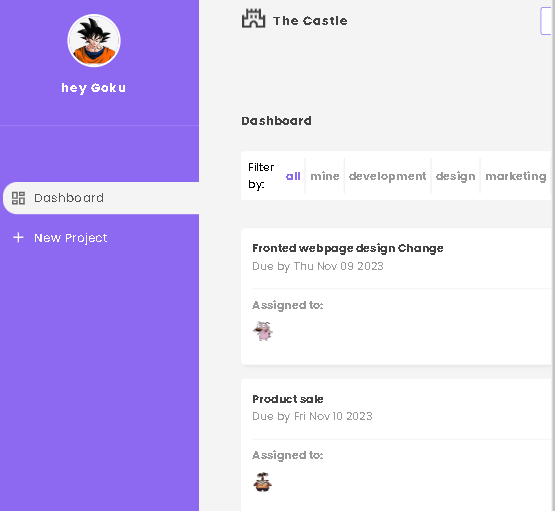 hey Goku
Dashboard
New Project
The Castle
Dashboard
Filter
by:
all mine development design marketing
Fronted webpage design Change
Due by Thu Nov 09 2023
Assigned to:
Product sale
Due by Fri Nov 10 2023
Assigned to: